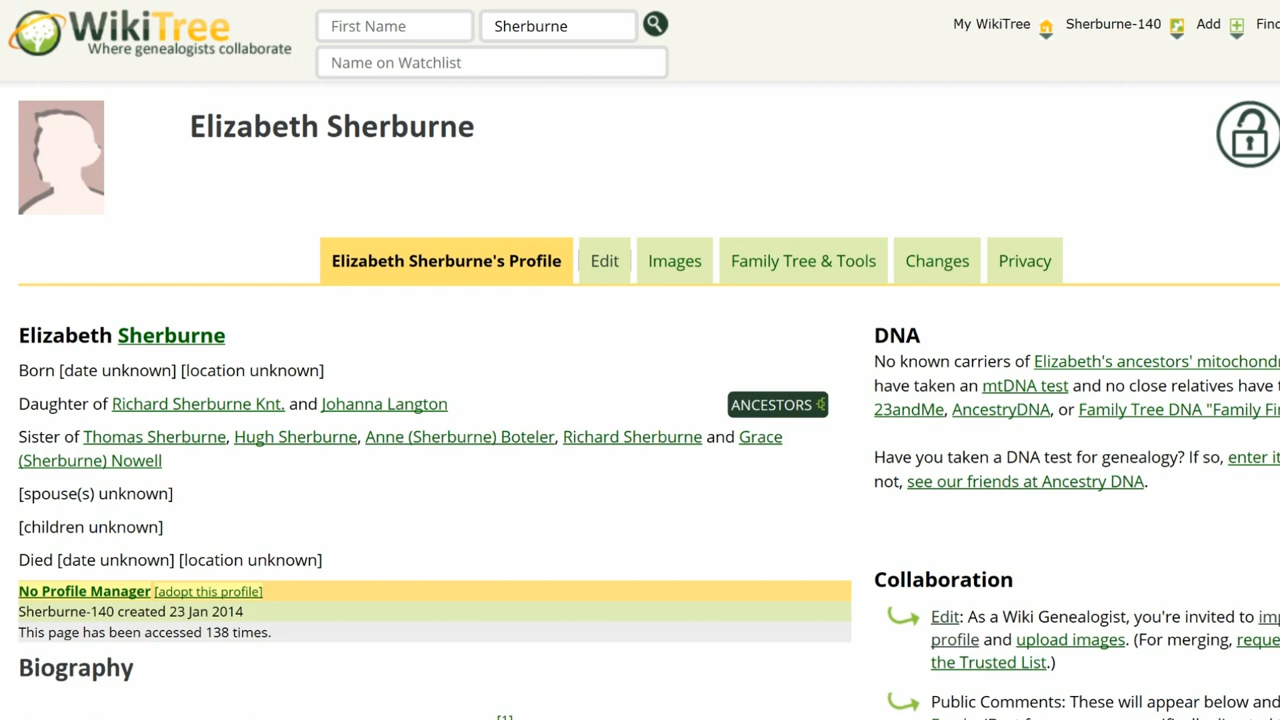 WikiTree
Where genealogists collaborate
First Name
Sherburne
Name on Watchlist
My WikiTree Sherburne-140 Add Find
Elizabeth Sherburne
Elizabeth Sherburne's Profile Edit Images Family Tree & Tools Changes Privacy
Elizabeth Sherburne
Born [date unknown] [location unknown]
Daughter of Richard Sherburne Knt. and Johanna Langton
ANCESTORS
Sister of Thomas Sherburne, Hugh Sherburne, Anne (Sherburne) Boteler, Richard Sherburne and Grace
(Sherburne) Nowell
[spouse(s) unknown]
[children unknown]
Died [date unknown] [location unknown]
No Profile Manager [adopt this profile]
Sherburne-140 created 23 Jan 2014
This page has been accessed 138 times.
Biography
[1]
DNA
No known carriers of Elizabeth's ancestors' mitochond
have taken an mtDNA test and no close relatives have t
23andMe, AncestryDNA, or Family Tree DNA "Family Fi
Have you taken a DNA test for genealogy? If so, enter it
not, see our friends at Ancestry DNA.
Collaboration
Edit: As a Wiki Genealogist, you're invited to im
profile and upload images. (For merging, reque
the Trusted List.)
Public Comments: These will appear below and